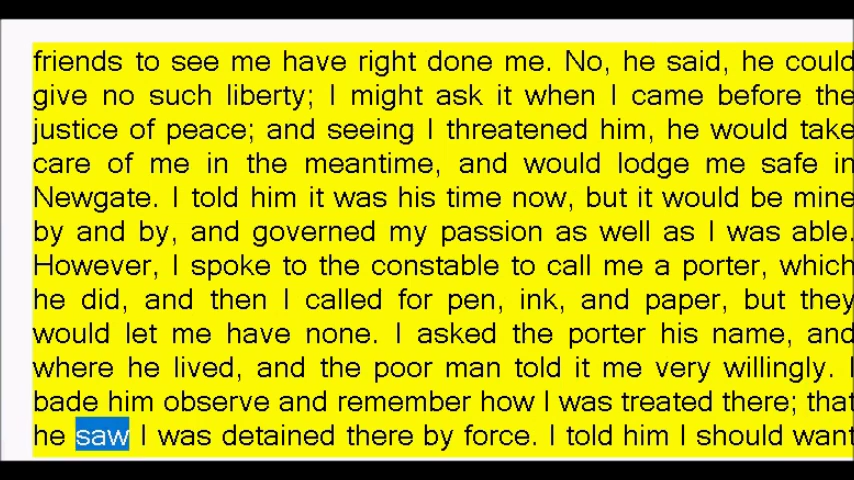 friends to see me have right done me. No, he said, he could
give no such liberty; I might ask it when I came before the
justice of peace; and seeing I threatened him, he would take
care of me in the meantime, and would lodge me safe in
Newgate. I told him it was his time now, but it would be mine
by and by, and governed my passion as well as I was able.
However, I spoke to the constable to call me a porter, which
he did, and then I called for pen, ink, and paper, but they
would let me have none. I asked the porter his name, and
where he lived, and the poor man told it me very willingly. I
bade him observe and remember how I was treated there; that
he saw I was detained there by force. I told him I should want